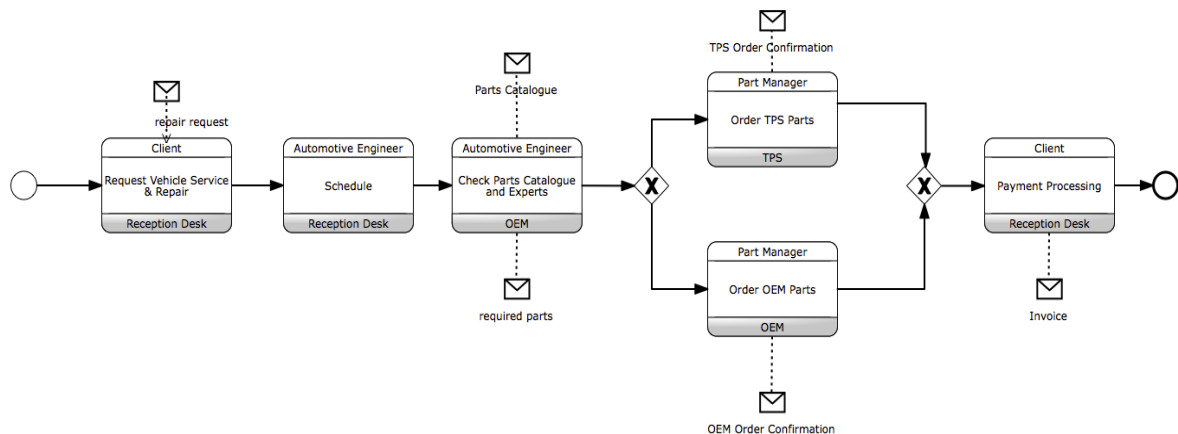 TPS Order Confirmation
Part Manager
Order TPS Parts
TPS
Parts Catalogue
repair request
Client
Request Vehicle Service
& Repair
Reception Desk
Automotive Engineer
Schedule
Reception Desk
Automotive Engineer
Check Parts Catalogue
and Experts
OEM
required parts
X
X
Client
Payment Processing
Reception Desk
Invoice
Part Manager
Order OEM Parts
OEM
OEM Order Confirmation